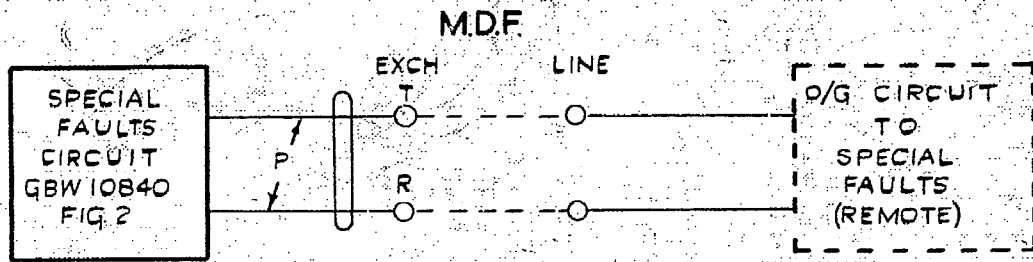 M.D.F.
EXCH
LINE
T
SPECIAL
FAULTS
CIRCUIT
GBW 10840
FIG 2
P
R
O/G CIRCUIT
TO
SPECIAL
FAULTS
(REMOTE)